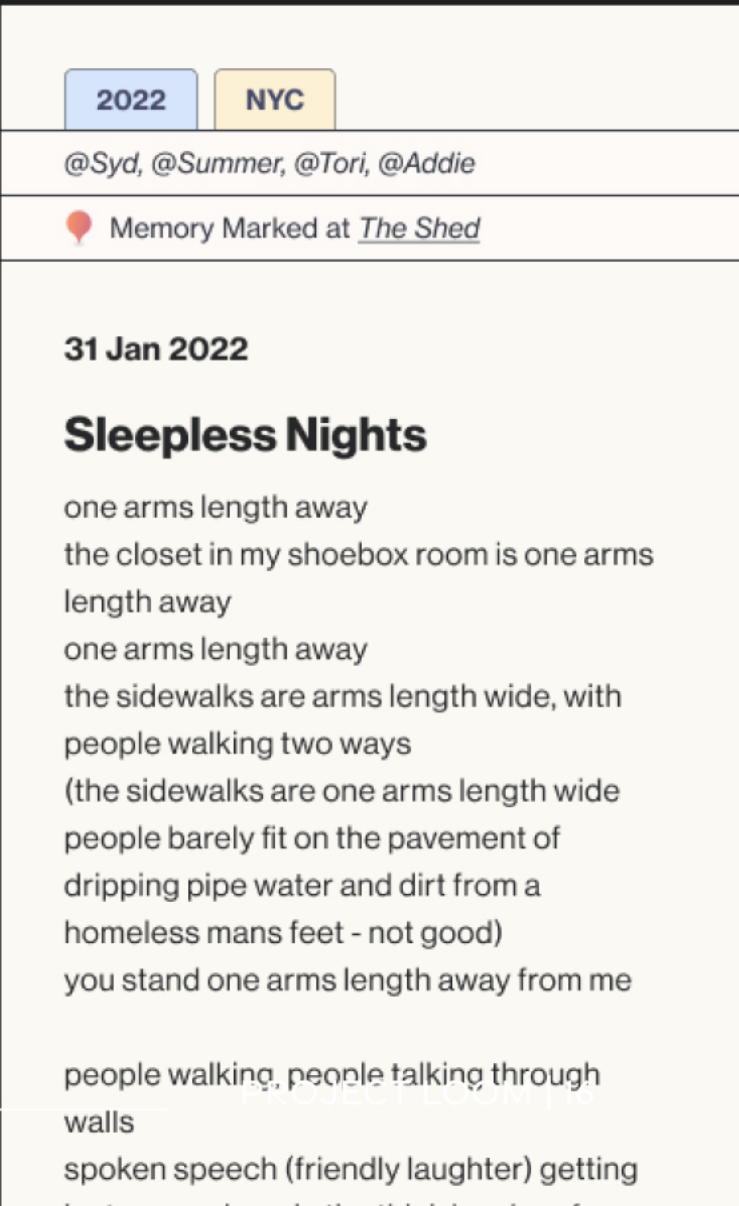 2022 NYC
@Syd, @Summer, @Tori, @Addie
Memory Marked at The Shed
31 Jan 2022
Sleepless Nights
one arms length away
the closet in my shoebox room is one arms
length away
one arms length away
the sidewalks are arms length wide, with
people walking two ways
(the sidewalks are one arms length wide
people barely fit on the pavement of
dripping pipe water and dirt from a
homeless mans feet - not good)
you stand one arms length away from me
people walking, people talking through
PROJECT LOOM | 16
walls
spoken speech (friendly laughter) getting